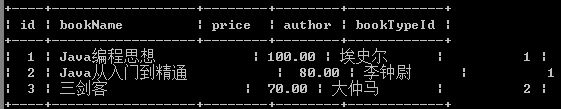 +----+--------------+--------+--------+------------+
| id | bookName | price | author | bookTypeId |
+----+--------------+--------+--------+------------+
| 1 | Java编程思想 | 100.00 | 埃史尔 | 1 |
| 2 | Java从入门到精通 | 80.00 | 李钟尉 | 1
| 3 | 三剑客 | 70.00 | 大仲马 | 2 |
+----+--------------+--------+--------+------------+